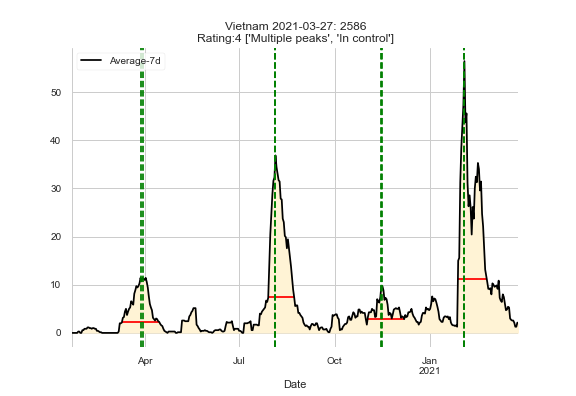 Vietnam 2021-03-27: 2586
Rating:4 ['Multiple peaks', 'In control']
Average-7d
50
40
30
20
10
0
Apr
Jul
Oct
Jan
2021
Date